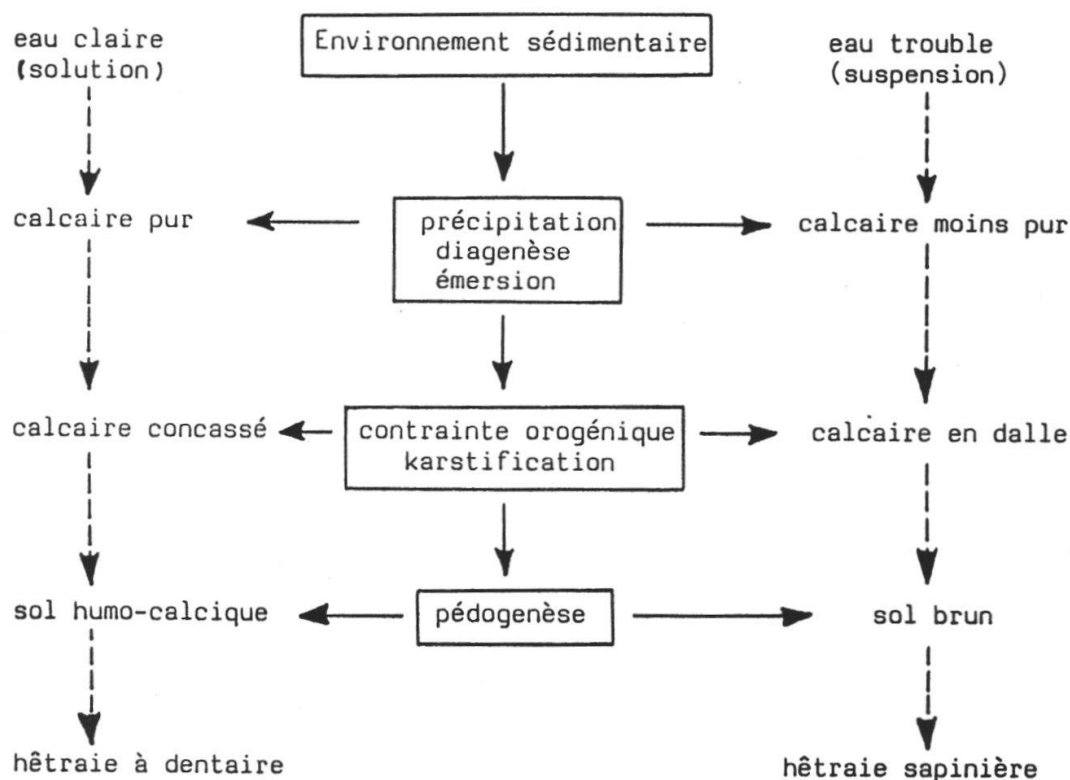 eau claire
(solution)
Environnement sédimentaire
eau trouble
(suspension)
calcaire pur
précipitation
diagenèse
émersion
calcaire moins pur
calcaire concassé
contrainte orogénique
karstification
calcaire en dalle
sol humo-calcique
pédogenèse
sol brun
hêtraie à dentaire
hêtraie sapinière